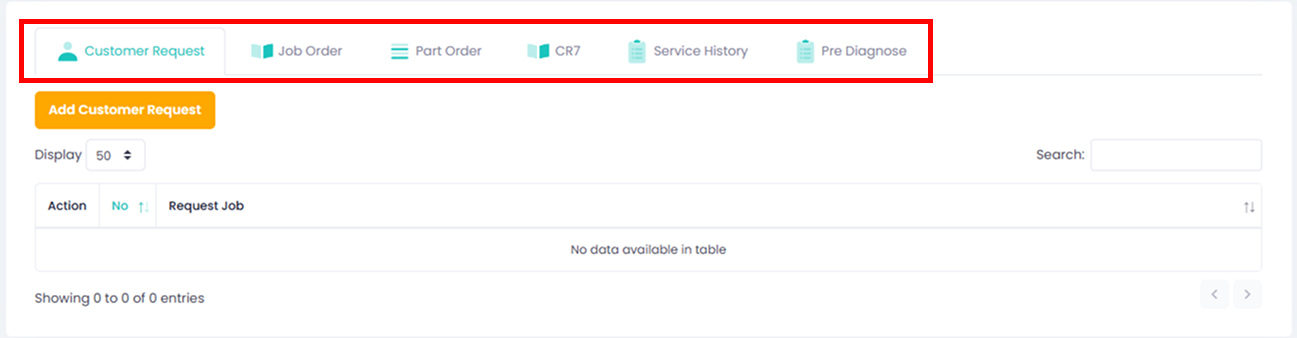 Customer Request Job Order Part Order CR7 Service History Pre Diagnose
Add Customer Request
Display 50 Search:
Action No Request Job
No data available in table
Showing 0 to 0 of 0 entries